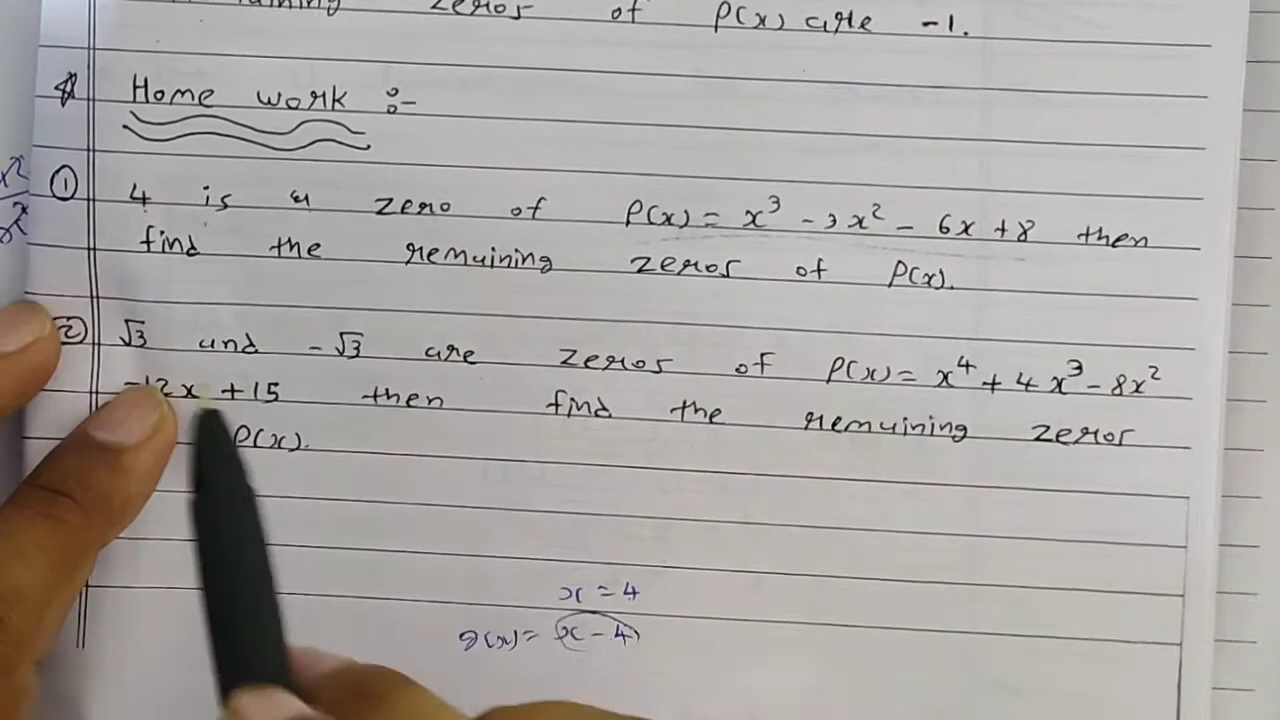 zeros of P(x) are -1.
Home work :-
① 4 is a zero of P(x) = x³ - 3x² - 6x + 8 then
find the remaining zeros of P(x).
② √3 and -√3 are zeros of P(x) = x⁴ + 4x³ - 8x²
-12x + 15 then find the remaining zeros
P(x).
x = 4
g(x) = x - 4